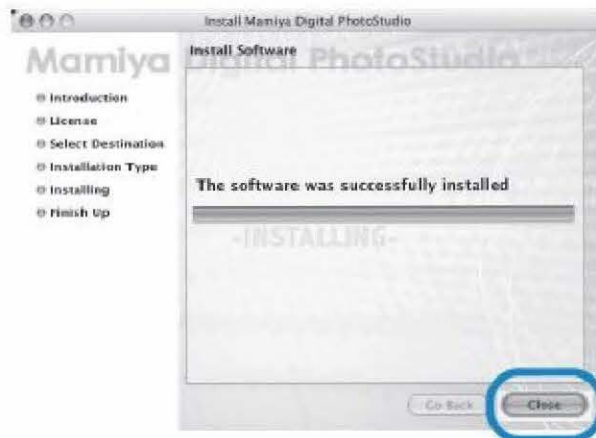 Install Mamiya Digital PhotoStudio
Mamiya Digital PhotoStudio
Install Software
Introduction
License
Select Destination
Installation Type
Installing
Finish Up
The software was successfully installed
-INSTALLING-
Go Back
Close